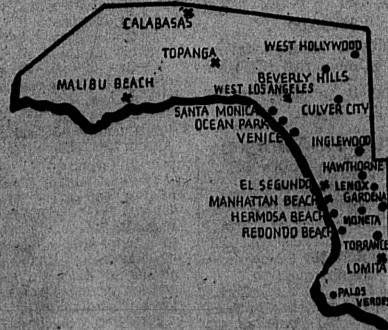 CALABASAS
TOPANGA
WEST HOLLYWOOD
MALIBU BEACH
BEVERLY HILLS
WEST LOS ANGELES
SANTA MONICA
CULVER CITY
OCEAN PARK
VENICE
INGLEWOOD
HAWTHORNE
EL SEGUNDO
LENOX
MANHATTAN BEACH
GARDENA
HERMOSA BEACH
MONETA
REDONDO BEACH
TORRANCE
LOMITA
PALOS
VERDES